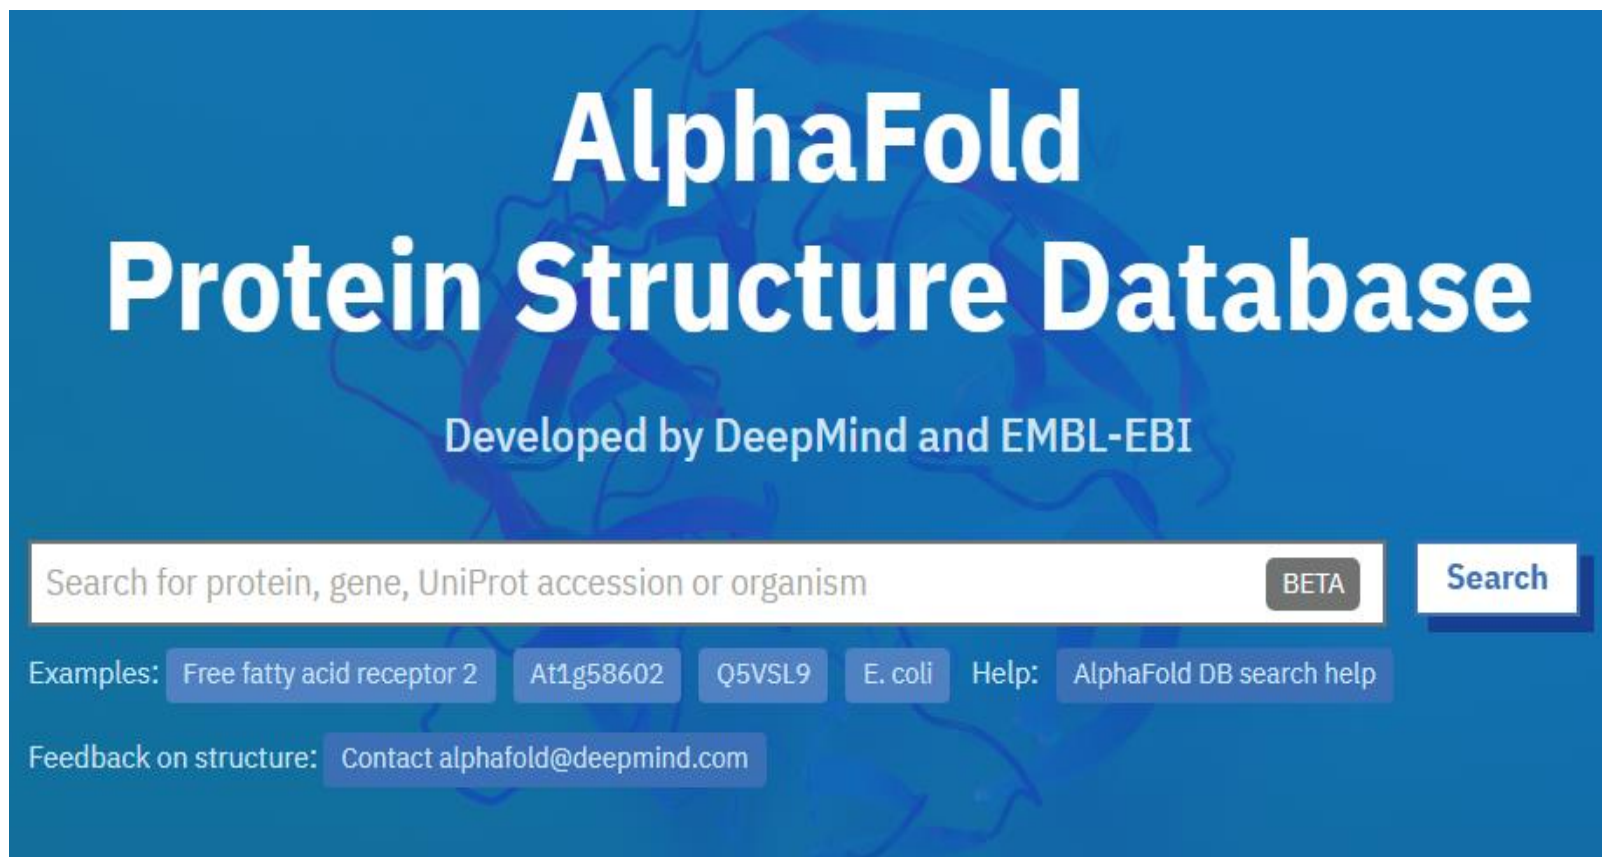 AlphaFold
Protein Structure Database
Developed by DeepMind and EMBL-EBI
Search for protein, gene, UniProt accession or organism BETA Search
Examples: Free fatty acid receptor 2 At1g58602 Q5VSL9 E. coli Help: AlphaFold DB search help
Feedback on structure: Contact alphafold@deepmind.com